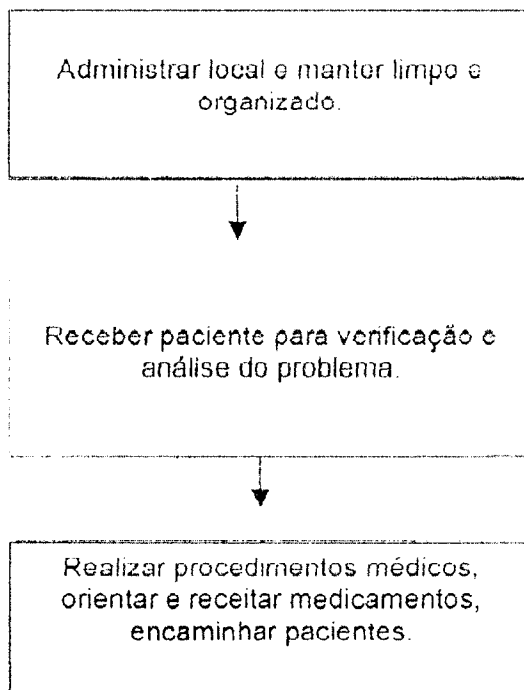 Administrar local e manter limpo e
organizado.
Receber paciente para verificação e
análise do problema.
Realizar procedimentos médicos,
orientar e receitar medicamentos,
encaminhar pacientes.